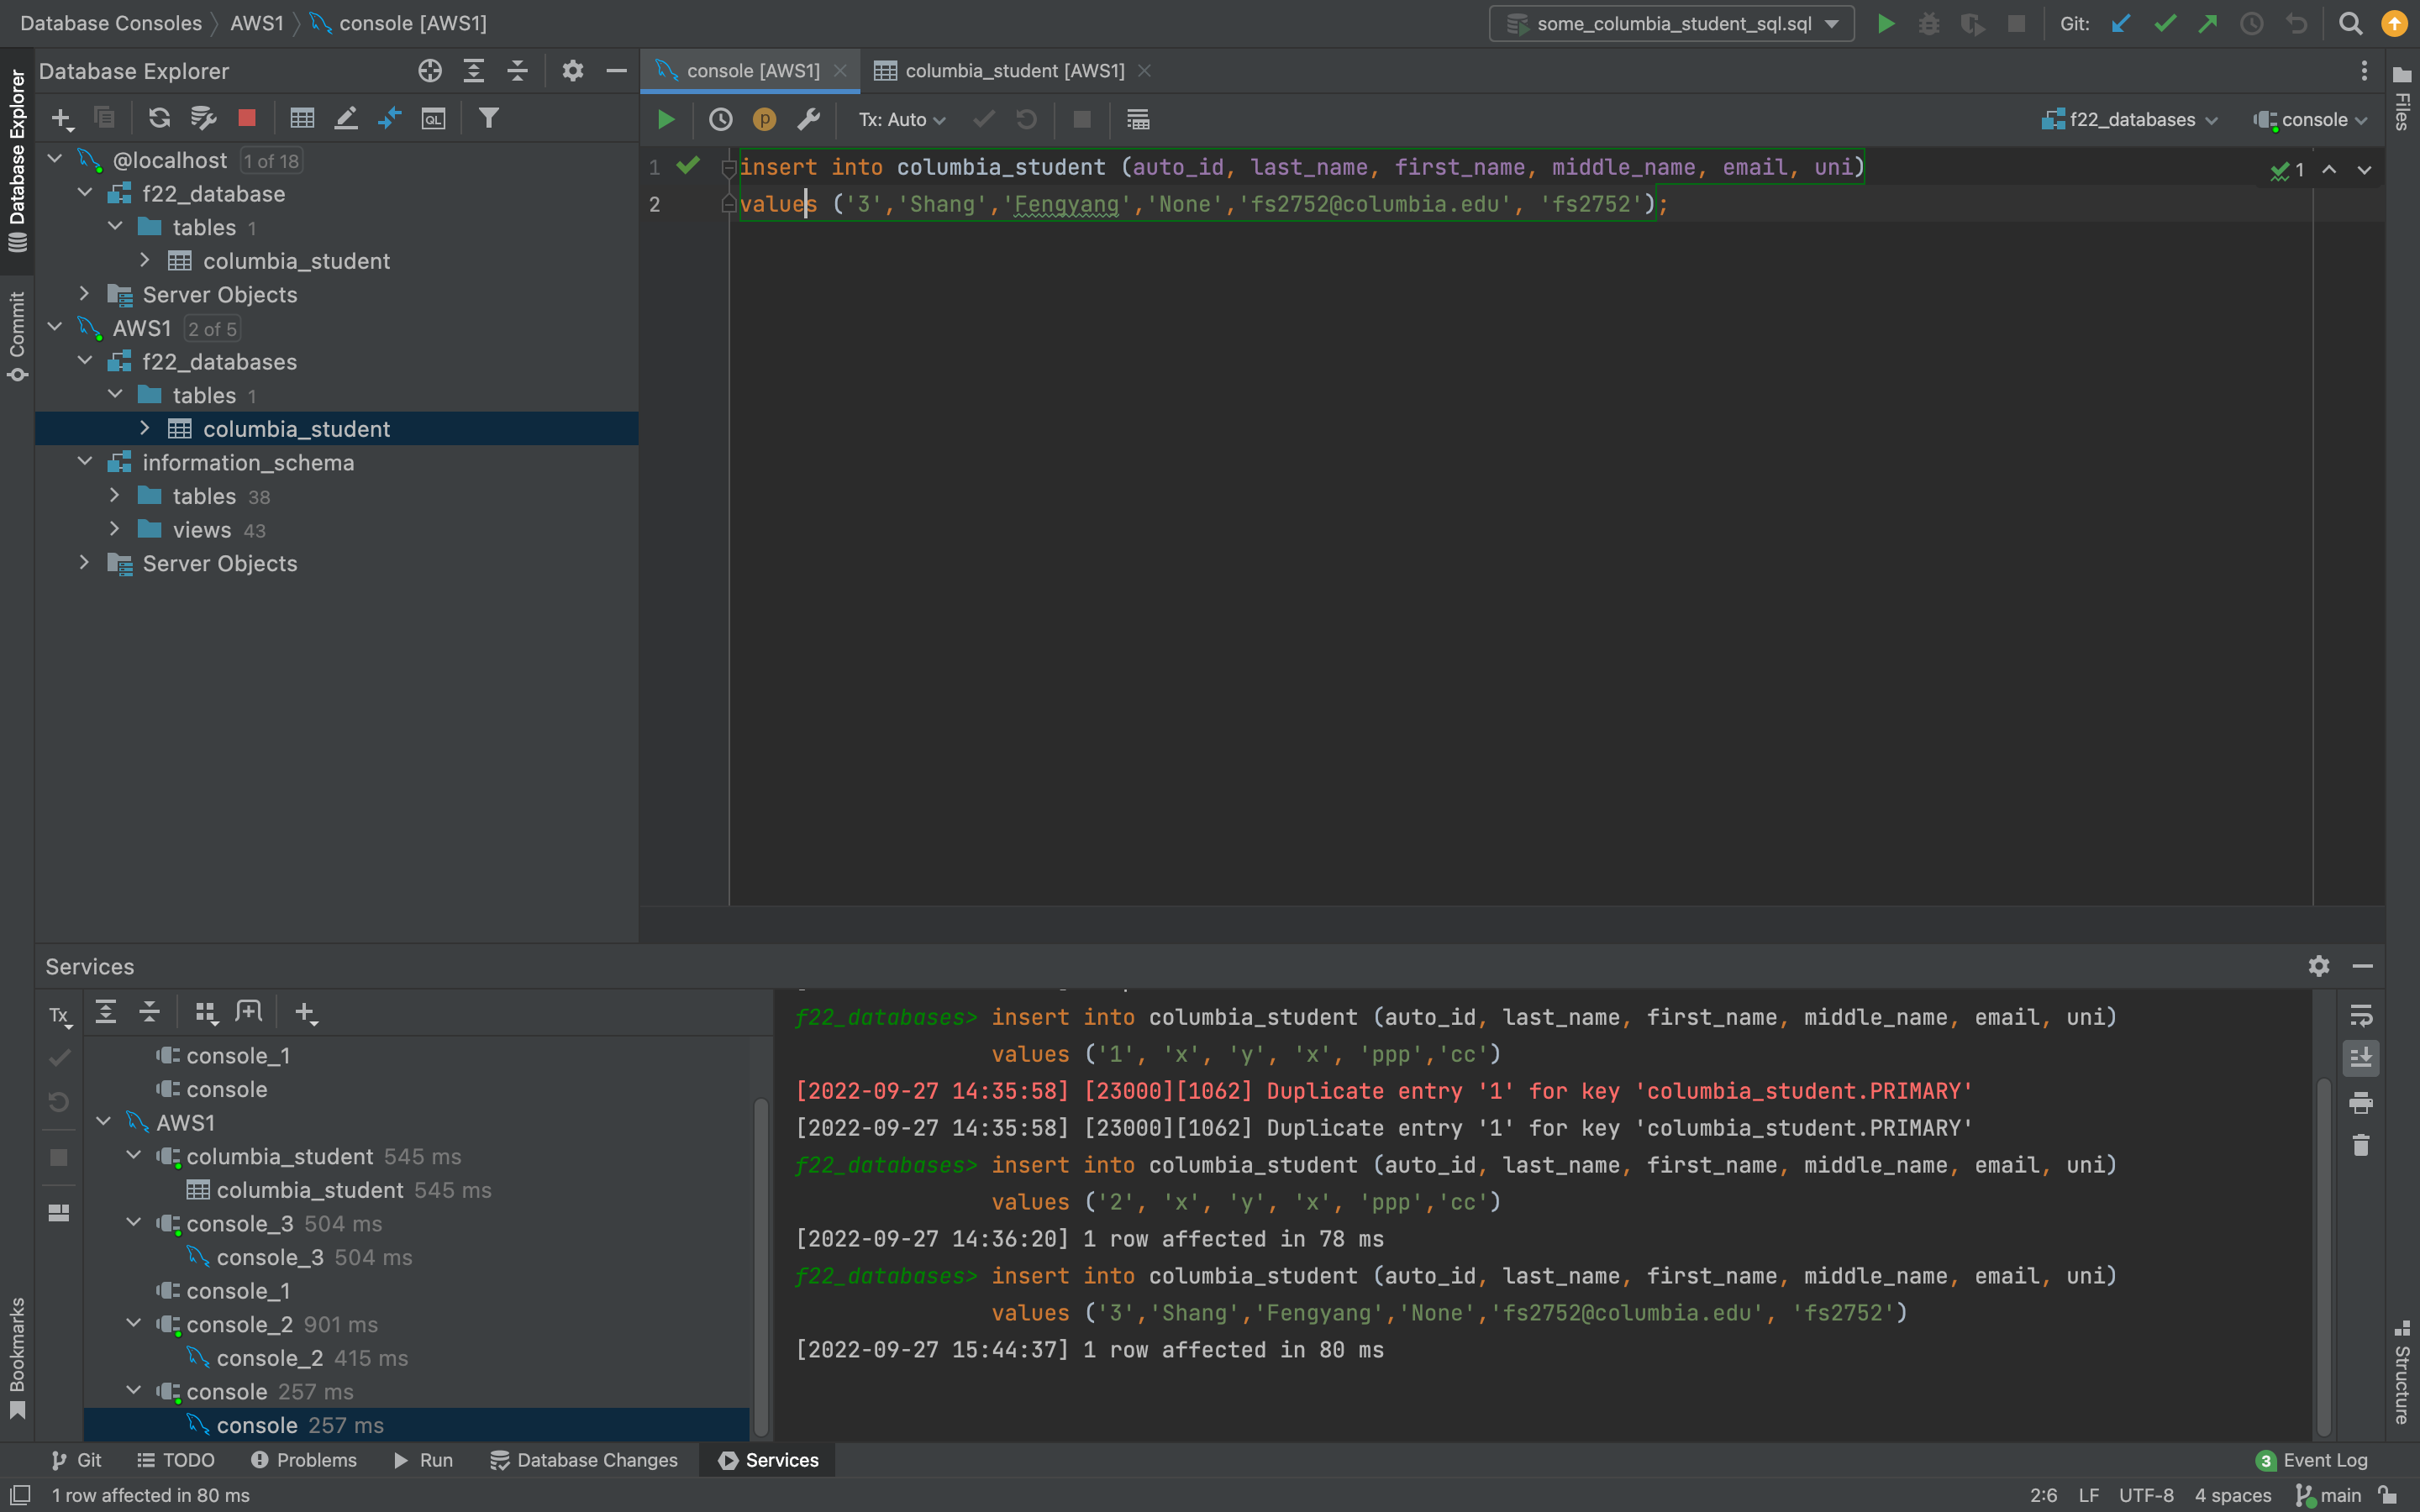 Database Consoles AWS1 console [AWS1]
some_columbia_student_sql.sql Git:
Database Explorer
console [AWS1] columbia_student [AWS1]
QL
p Tx: Auto f22_databases console
@localhost 1 of 18
f22_database
tables 1
columbia_student
Server Objects
AWS1 2 of 5
f22_databases
tables 1
columbia_student
information_schema
tables 38
views 43
Server Objects
1 insert into columbia_student (auto_id, last_name, first_name, middle_name, email, uni)
2 values ('3','Shang','Fengyang','None','fs2752@columbia.edu', 'fs2752');
1
Database Explorer
Commit
Bookmarks
Files
Structure
Services
Tx
console_1
console
AWS1
columbia_student 545 ms
columbia_student 545 ms
console_3 504 ms
console_3 504 ms
console_1
console_2 901 ms
console_2 415 ms
console 257 ms
console 257 ms
f22_databases> insert into columbia_student (auto_id, last_name, first_name, middle_name, email, uni)
values ('1', 'x', 'y', 'x', 'ppp','cc')
[2022-09-27 14:35:58] [23000][1062] Duplicate entry '1' for key 'columbia_student.PRIMARY'
[2022-09-27 14:35:58] [23000][1062] Duplicate entry '1' for key 'columbia_student.PRIMARY'
f22_databases> insert into columbia_student (auto_id, last_name, first_name, middle_name, email, uni)
values ('2', 'x', 'y', 'x', 'ppp','cc')
[2022-09-27 14:36:20] 1 row affected in 78 ms
f22_databases> insert into columbia_student (auto_id, last_name, first_name, middle_name, email, uni)
values ('3','Shang','Fengyang','None','fs2752@columbia.edu', 'fs2752')
[2022-09-27 15:44:37] 1 row affected in 80 ms
Git TODO Problems Run Database Changes Services 3 Event Log
1 row affected in 80 ms 2:6 LF UTF-8 4 spaces main